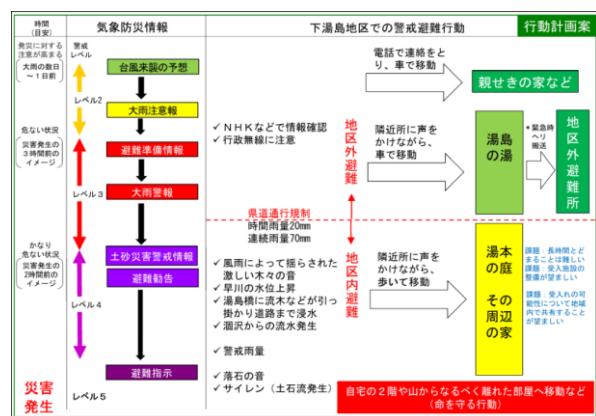 時間
(目安)
気象防災情報
下湯島地区での警戒避難行動
行動計画案
発災に対する
注意が高まる
大雨の数日
～1日前
警戒
レベル
台風来襲の予想
電話で連絡をと
り、車で移動
親せきの家など
レベル2
大雨注意報
危ない状況
災害発生の
3時間前の
イメージ
避難準備情報
✓ NHKなどで情報確認
✓ 行政無線に注意
地区外避難
隣近所に声を
かけながら、
車で移動
湯島
の湯
*緊急時
ヘリ
搬送
地区外避難所
レベル3
大雨警報
県道通行規制
時間雨量20mm
連続雨量70mm
かなり
危ない状況
災害発生の
2時間前の
イメージ
土砂災害警戒情報
避難勧告
レベル4
✓ 風雨によって揺らされた
激しい木々の音
✓ 早川の水位上昇
✓ 湯島橋に流木などが引っ
掛かり道路まで浸水
✓ 涸沢からの流水発生
✓ 警戒雨量
✓ 落石の音
✓ サイレン(土石流発生)
地区内避難
隣近所に声を
かけながら、
歩いて移動
湯本
の庭
その
周辺
の家
課題:長時間とど
まることは難しい
課題:受入施設の
整備が望ましい
課題:受入れの可
能性について地域
内で共有すること
が望ましい
避難指示
災害
発生
レベル5
自宅の2階や山からなるべく離れた部屋へ移動など
(命を守る行動)